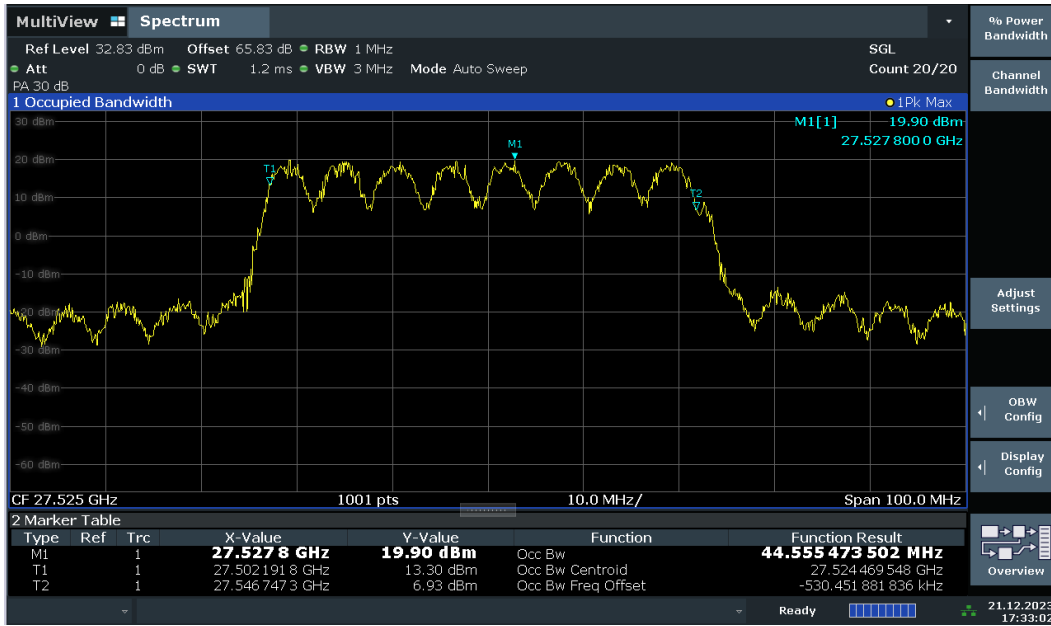 MultiView Spectrum
Ref Level 32.83 dBm Offset 65.83 dB RBW 1 MHz SGL
Att 0 dB SWT 1.2 ms VBW 3 MHz Mode Auto Sweep Count 20/20
PA 30 dB
1 Occupied Bandwidth 1Pk Max
30 dBm
M1[1] 19.90 dBm
27.527 800 0 GHz
M1
20 dBm
T1
T2
10 dBm
0 dBm
-10 dBm
-20 dBm
-30 dBm
-40 dBm
-50 dBm
-60 dBm
CF 27.525 GHz 1001 pts 10.0 MHz/ Span 100.0 MHz
2 Marker Table
Type Ref Trc X-Value Y-Value Function Function Result
M1 1 27.527 8 GHz 19.90 dBm Occ Bw 44.555 473 502 MHz
T1 1 27.502 191 8 GHz 13.30 dBm Occ Bw Centroid 27.524 469 548 GHz
T2 1 27.546 747 3 GHz 6.93 dBm Occ Bw Freq Offset -530.451 881 836 kHz
Ready
21.12.2023
17:33:02
% Power
Bandwidth
Channel
Bandwidth
Adjust
Settings
OBW
Config
Display
Config
Overview